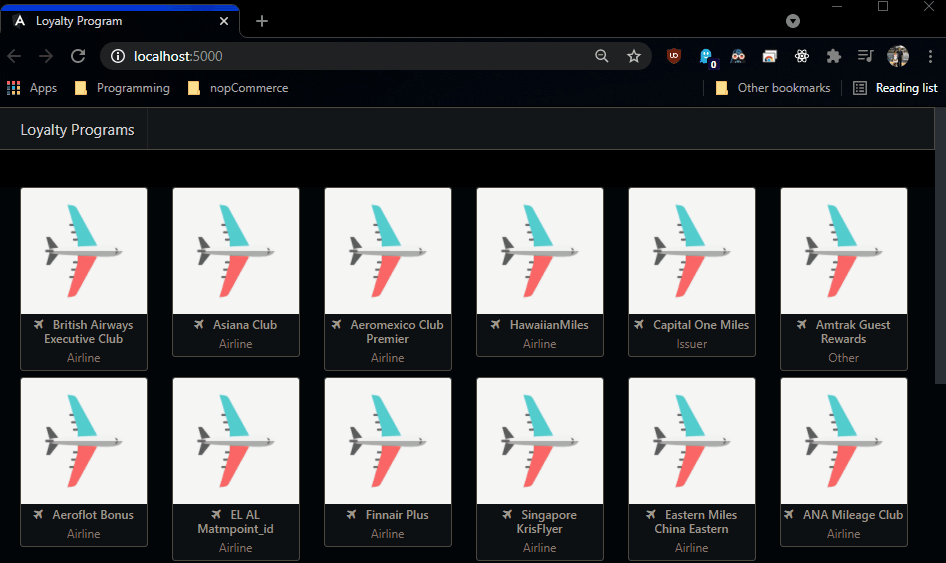 Loyalty Program
localhost:5000
0
Apps
Programming
nopCommerce
Other bookmarks
Reading list
Loyalty Programs
British Airways
Executive Club
Airline
Asiana Club
Airline
Aeromexico Club
Premier
Airline
HawaiianMiles
Airline
Capital One Miles
Issuer
Amtrak Guest
Rewards
Other
Aeroflot Bonus
Airline
EL AL
Matmpoint_id
Airline
Finnair Plus
Airline
Singapore
KrisFlyer
Airline
Eastern Miles
China Eastern
Airline
ANA Mileage Club
Airline